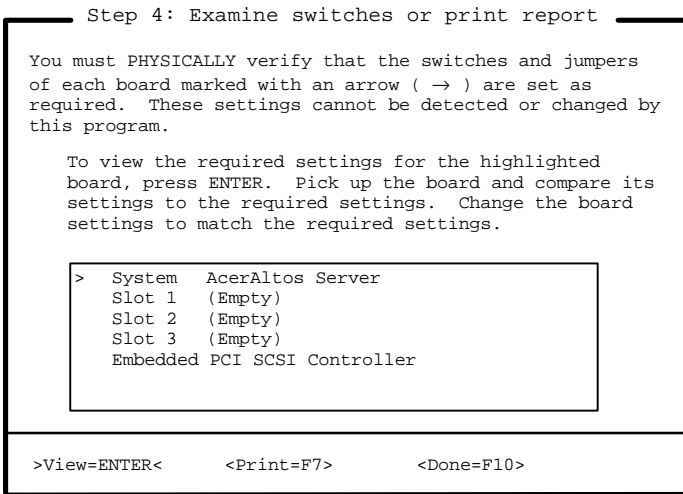 Step 4: Examine switches or print report
You must PHYSICALLY verify that the switches and jumpers
of each board marked with an arrow ( → ) are set as
required.  These settings cannot be detected or changed by
this program.
To view the required settings for the highlighted
board, press ENTER.  Pick up the board and compare its
settings to the required settings.  Change the board
settings to match the required settings.
>  System  AcerAltos Server
Slot 1  (Empty)
Slot 2  (Empty)
Slot 3  (Empty)
Embedded PCI SCSI Controller
>View=ENTER<  <Print=F7>  <Done=F10>